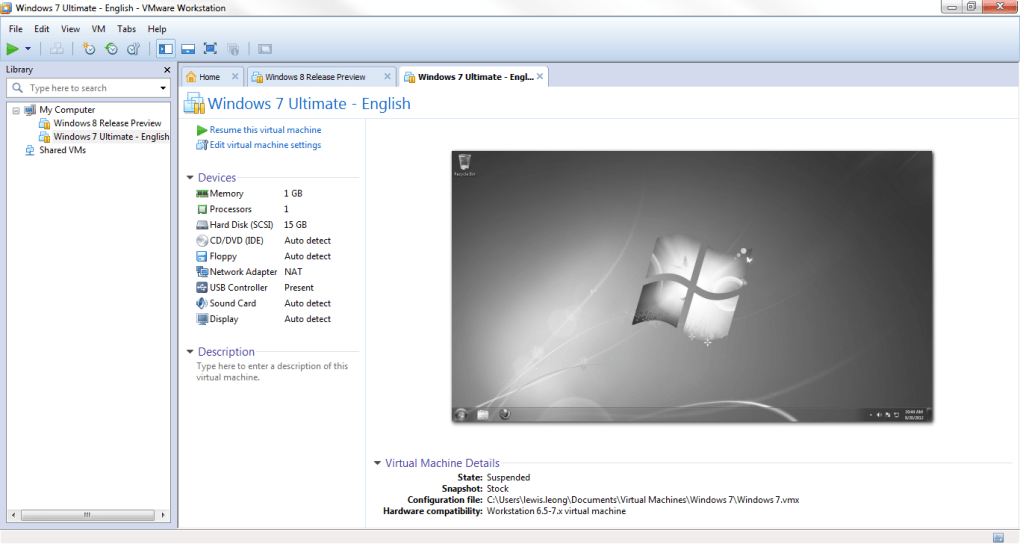 Windows 7 Ultimate - English - VMware Workstation
File Edit View VM Tabs Help
Library
Type here to search
My Computer
Windows 8 Release Preview
Windows 7 Ultimate - English
Shared VMs
Home
Windows 8 Release Preview
Windows 7 Ultimate - Engl...
Windows 7 Ultimate - English
Resume this virtual machine
Edit virtual machine settings
Devices
Memory 1 GB
Processors 1
Hard Disk (SCSI) 15 GB
CD/DVD (IDE) Auto detect
Floppy Auto detect
Network Adapter NAT
USB Controller Present
Sound Card Auto detect
Display Auto detect
Description
Type here to enter a description of this
virtual machine.
Recycle Bin
Virtual Machine Details
State: Suspended
Snapshot: Stock
Configuration file: C:\Users\lewis.leong\Documents\Virtual Machines\Windows 7\Windows 7.vmx
Hardware compatibility: Workstation 6.5-7.x virtual machine